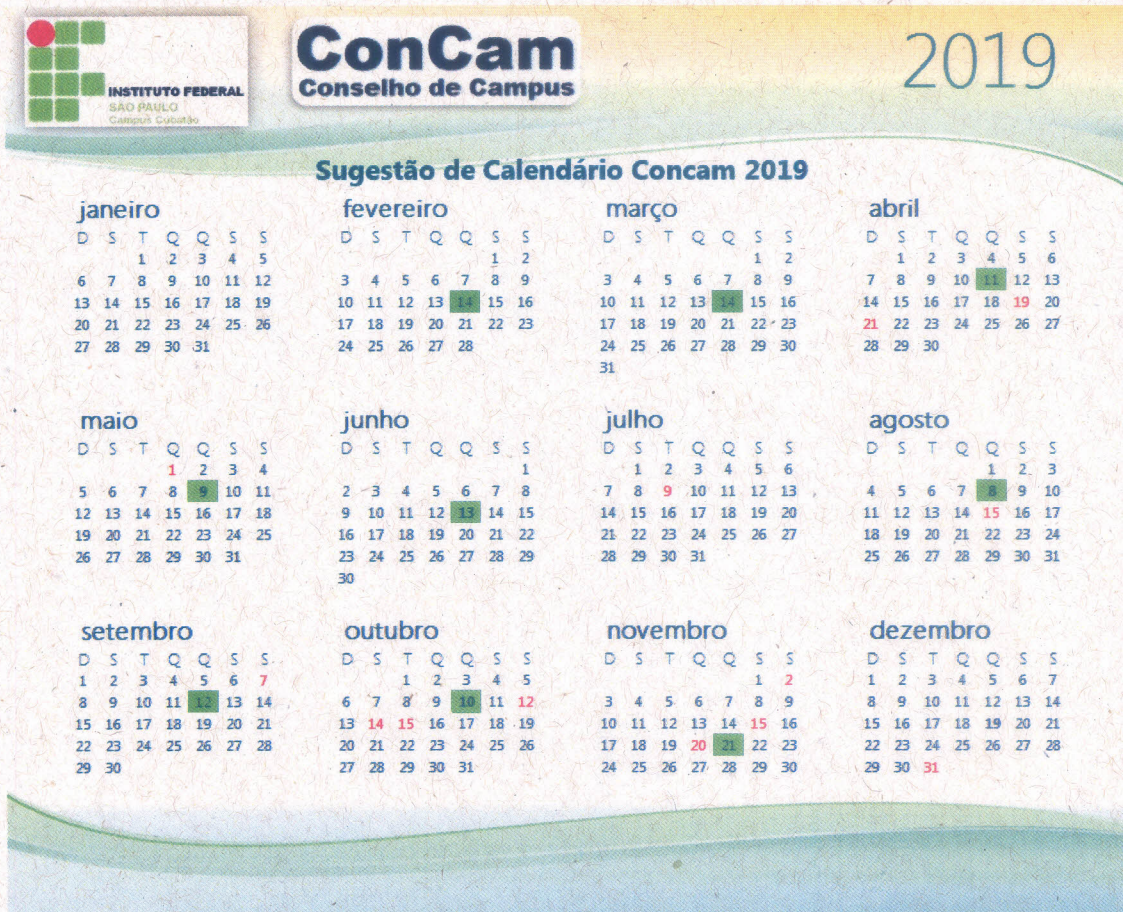 INSTITUTO FEDERAL
SÃO PAULO
Campus Cubatão
ConCam
Conselho de Campus
2019
Sugestão de Calendário Concam 2019
janeiro
D S T Q Q S S
1 2 3 4 5
6 7 8 9 10 11 12
13 14 15 16 17 18 19
20 21 22 23 24 25 26
27 28 29 30 31
fevereiro
D S T Q Q S S
1 2
3 4 5 6 7 8 9
10 11 12 13 14 15 16
17 18 19 20 21 22 23
24 25 26 27 28
março
D S T Q Q S S
1 2
3 4 5 6 7 8 9
10 11 12 13 14 15 16
17 18 19 20 21 22 23
24 25 26 27 28 29 30
31
abril
D S T Q Q S S
1 2 3 4 5 6
7 8 9 10 11 12 13
14 15 16 17 18 19 20
21 22 23 24 25 26 27
28 29 30
maio
D S T Q Q S S
1 2 3 4
5 6 7 8 9 10 11
12 13 14 15 16 17 18
19 20 21 22 23 24 25
26 27 28 29 30 31
junho
D S T Q Q S S
1
2 3 4 5 6 7 8
9 10 11 12 13 14 15
16 17 18 19 20 21 22
23 24 25 26 27 28 29
30
julho
D S T Q Q S S
1 2 3 4 5 6
7 8 9 10 11 12 13
14 15 16 17 18 19 20
21 22 23 24 25 26 27
28 29 30 31
agosto
D S T Q Q S S
1 2 3
4 5 6 7 8 9 10
11 12 13 14 15 16 17
18 19 20 21 22 23 24
25 26 27 28 29 30 31
setembro
D S T Q Q S S
1 2 3 4 5 6 7
8 9 10 11 12 13 14
15 16 17 18 19 20 21
22 23 24 25 26 27 28
29 30
outubro
D S T Q Q S S
1 2 3 4 5
6 7 8 9 10 11 12
13 14 15 16 17 18 19
20 21 22 23 24 25 26
27 28 29 30 31
novembro
D S T Q Q S S
1 2
3 4 5 6 7 8 9
10 11 12 13 14 15 16
17 18 19 20 21 22 23
24 25 26 27 28 29 30
dezembro
D S T Q Q S S
1 2 3 4 5 6 7
8 9 10 11 12 13 14
15 16 17 18 19 20 21
22 23 24 25 26 27 28
29 30 31